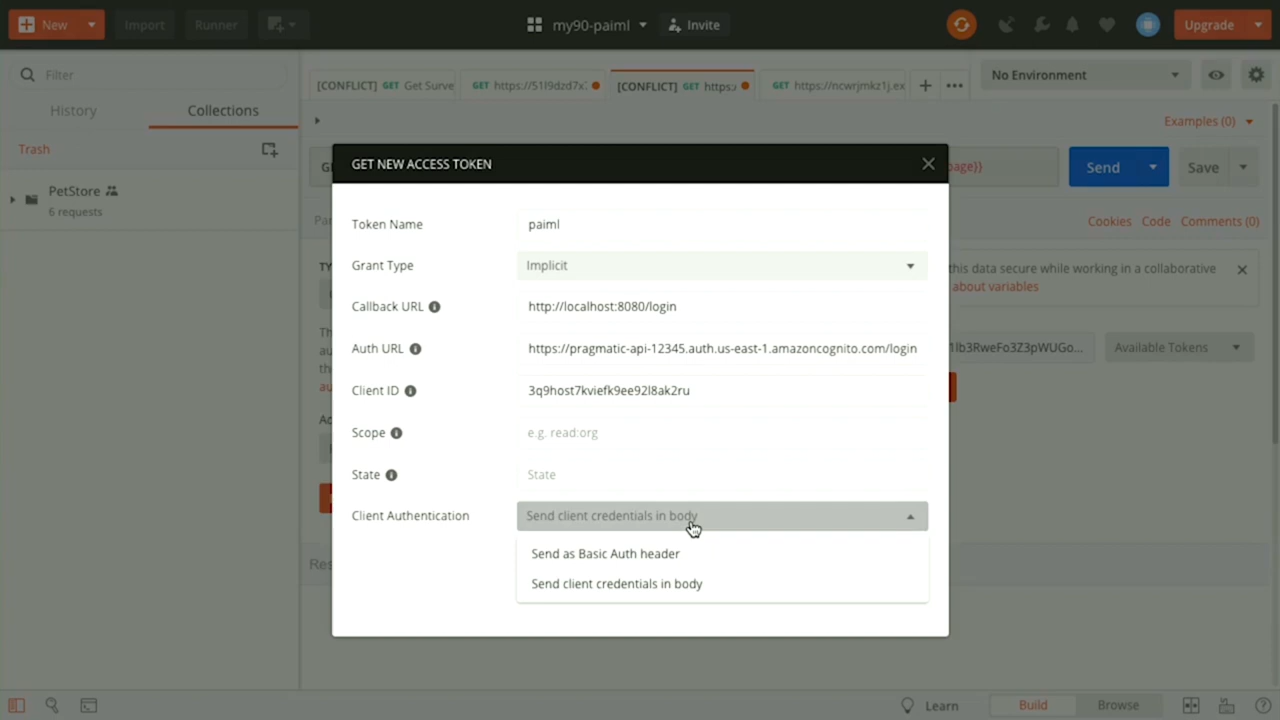 New
Import
Runner
my90-paiml
Invite
Upgrade
Filter
History
Collections
Trash
PetStore
6 requests
[CONFLICT] GET Get Surve
GET https://51l9dzd7x
[CONFLICT] GET https:/
GET https://ncwrjmkz1j.ex
No Environment
Examples (0)
page}}
Send
Save
Cookies
Code
Comments (0)
this data secure while working in a collaborative
about variables
Available Tokens
GET NEW ACCESS TOKEN
Token Name
paiml
Grant Type
Implicit
Callback URL
http://localhost:8080/login
Auth URL
https://pragmatic-api-12345.auth.us-east-1.amazoncognito.com/login
Client ID
3q9host7kviefk9ee92l8ak2ru
Scope
e.g. read:org
State
State
Client Authentication
Send client credentials in body
Send as Basic Auth header
Send client credentials in body
Res
Learn
Build
Browse